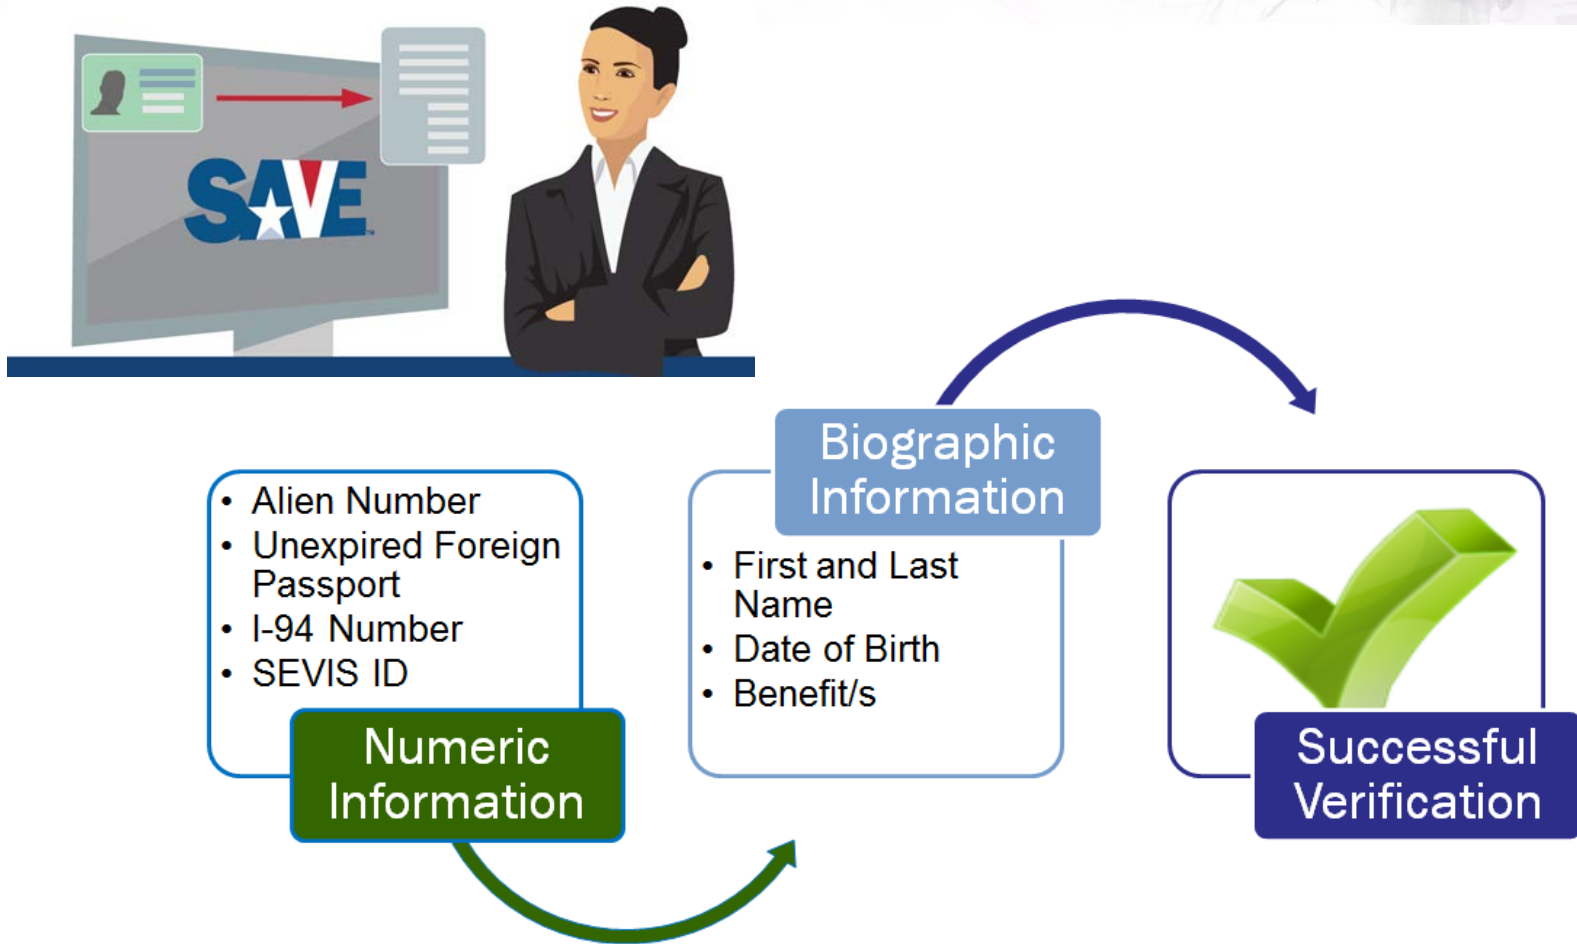 SAVE
• Alien Number
• Unexpired Foreign
Passport
• I-94 Number
• SEVIS ID
Numeric
Information
Biographic
Information
• First and Last
Name
• Date of Birth
• Benefit/s
Successful
Verification